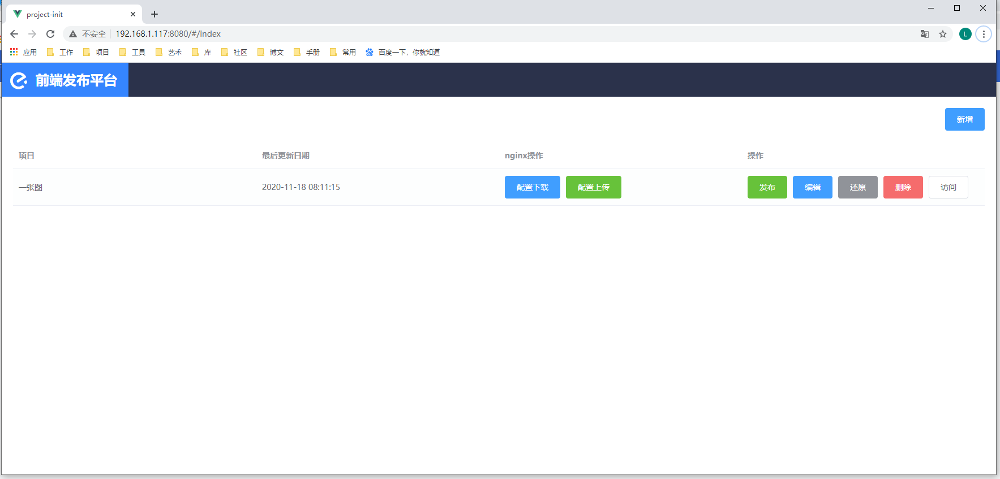 project-init
不安全 192.168.1.117:8080/#/index
L
应用 工作 项目 工具 艺术 库 社区 博文 手册 常用 百度一下，你就知道
前端发布平台
新增
项目 最后更新日期 nginx操作 操作
一张图 2020-11-18 08:11:15 配置下载 配置上传 发布 编辑 还原 删除 访问